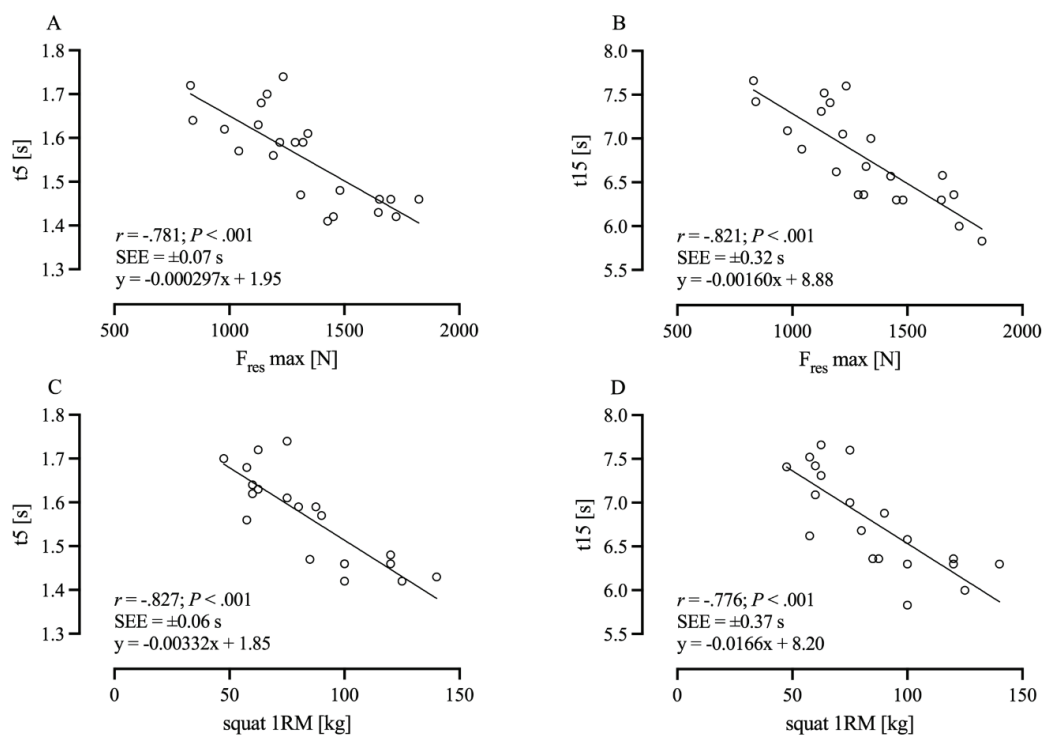 A
1.8
1.7
1.6
1.5
1.4
1.3
t5 [s]
r = -.781; P < .001
SEE = ±0.07 s
y = -0.000297x + 1.95
500 1000 1500 2000
Fres max [N]
B
8.0
7.5
7.0
6.5
6.0
5.5
t15 [s]
r = -.821; P < .001
SEE = ±0.32 s
y = -0.00160x + 8.88
500 1000 1500 2000
Fres max [N]
C
1.8
1.7
1.6
1.5
1.4
1.3
t5 [s]
r = -.827; P < .001
SEE = ±0.06 s
y = -0.00332x + 1.85
0 50 100 150
squat 1RM [kg]
D
8.0
7.5
7.0
6.5
6.0
5.5
t15 [s]
r = -.776; P < .001
SEE = ±0.37 s
y = -0.0166x + 8.20
0 50 100 150
squat 1RM [kg]